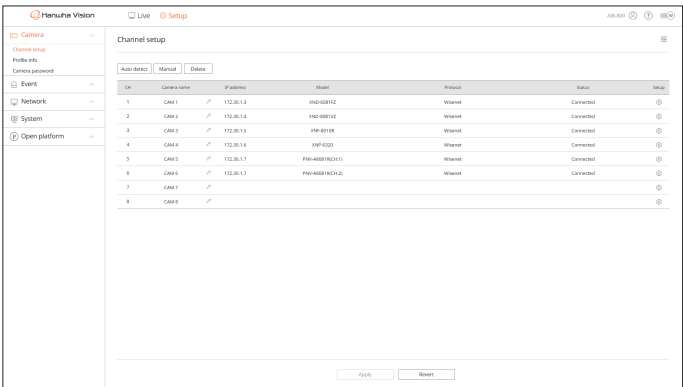 Hanwha Vision Live Setup AIB-800 ?
Camera
Channel setup
Profile info
Camera password
Event
Network
System
P Open platform
Channel setup
Auto detect Manual Delete
CH Camera name IP address Model Protocol Status Setup
1 CAM 1 172.30.1.3 XND-6081FZ Wisenet Connected
2 CAM 2 172.30.1.4 XND-8081VZ Wisenet Connected
3 CAM 3 172.30.1.5 XNP-8010R Wisenet Connected
4 CAM 4 172.30.1.6 XNP-6320 Wisenet Connected
5 CAM 5 172.30.1.7 PNV-A9081R(CH:1) Wisenet Connected
6 CAM 6 172.30.1.7 PNV-A9081R(CH:2) Wisenet Connected
7 CAM 7
8 CAM 8
Apply Revert